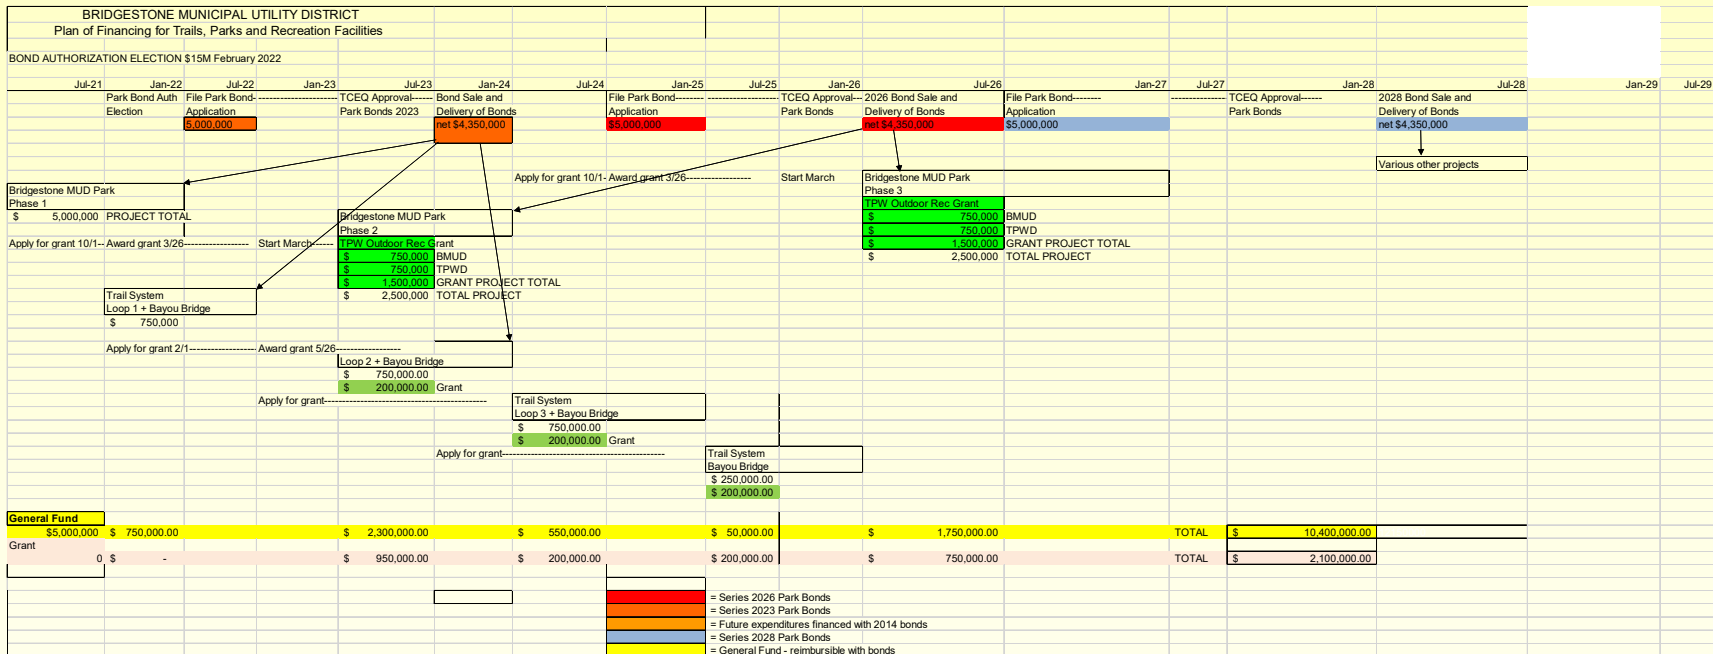 BRIDGESTONE MUNICIPAL UTILITY DISTRICT
Plan of Financing for Trails, Parks and Recreation Facilities
BOND AUTHORIZATION ELECTION $15M February 2022
Jul-21 Jan-22 Jul-22 Jan-23 Jul-23 Jan-24 Jul-24 Jan-25 Jul-25 Jan-26 Jul-26 Jan-27 Jul-27 Jan-28 Jul-28 Jan-29 Jul-29
Park Bond Auth File Park Bond- ---------------------- TCEQ Approval------ Bond Sale and File Park Bond-------- -------------------- TCEQ Approval--- 2026 Bond Sale and File Park Bond-------- --------------- TCEQ Approval------ 2028 Bond Sale and
Election Application Park Bonds 2023 Delivery of Bonds Application Park Bonds Delivery of Bonds Application Park Bonds Delivery of Bonds
5,000,000 net $4,350,000 $5,000,000 net $4,350,000 $5,000,000 net $4,350,000
Various other projects
Apply for grant 10/1- Award grant 3/26------------------ Start March Bridgestone MUD Park
Bridgestone MUD Park Phase 3
Phase 1 TPW Outdoor Rec Grant
$ 5,000,000 PROJECT TOTAL Bridgestone MUD Park $ 750,000 BMUD
Phase 2 $ 750,000 TPWD
Apply for grant 10/1-- Award grant 3/26------------------ Start March------ TPW Outdoor Rec Grant $ 1,500,000 GRANT PROJECT TOTAL
$ 750,000 BMUD $ 2,500,000 TOTAL PROJECT
$ 750,000 TPWD
$ 1,500,000 GRANT PROJECT TOTAL
Trail System $ 2,500,000 TOTAL PROJECT
Loop 1 + Bayou Bridge
$ 750,000
Apply for grant 2/1------------------- Award grant 5/26------------------
Loop 2 + Bayou Bridge
$ 750,000.00
$ 200,000.00 Grant
Apply for grant--------------------------------------------- Trail System
Loop 3 + Bayou Bridge
$ 750,000.00
$ 200,000.00 Grant
Apply for grant--------------------------------------------- Trail System
Bayou Bridge
$ 250,000.00
$ 200,000.00
General Fund
$5,000,000 $ 750,000.00 $ 2,300,000.00 $ 550,000.00 $ 50,000.00 $ 1,750,000.00 TOTAL $ 10,400,000.00
Grant
0 $ - $ 950,000.00 $ 200,000.00 $ 200,000.00 $ 750,000.00 TOTAL $ 2,100,000.00
= Series 2026 Park Bonds
= Series 2023 Park Bonds
= Future expenditures financed with 2014 bonds
= Series 2028 Park Bonds
= General Fund - reimbursible with bonds